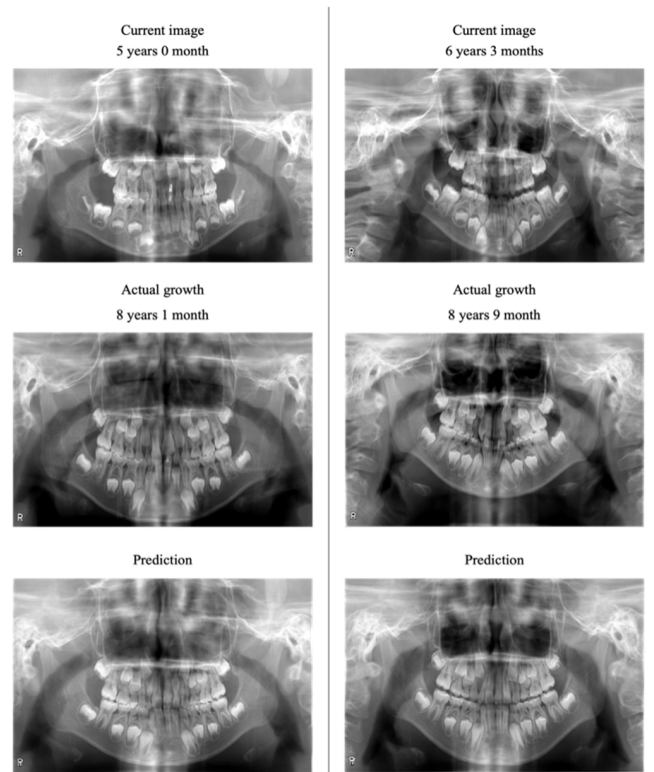 Current image
5 years 0 month
R
Actual growth
8 years 1 month
R
Prediction
R
Current image
6 years 3 months
R
Actual growth
8 years 9 month
R
Prediction
R